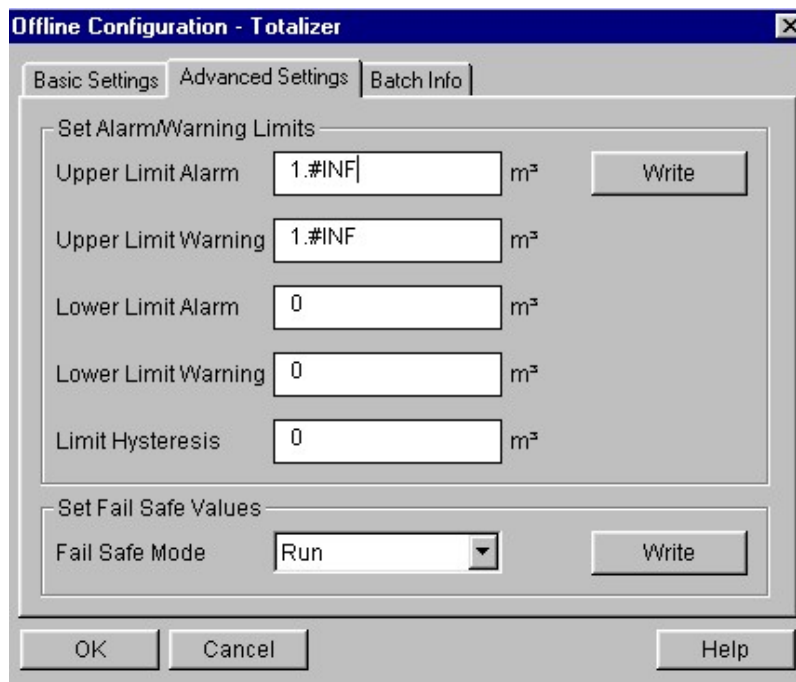 Offline Configuration - Totalizer
Basic Settings Advanced Settings Batch Info
Set Alarm/Warning Limits
Upper Limit Alarm 1.#INF m³ Write
Upper Limit Warning 1.#INF m³
Lower Limit Alarm 0 m³
Lower Limit Warning 0 m³
Limit Hysteresis 0 m³
Set Fail Safe Values
Fail Safe Mode Run Write
OK Cancel Help